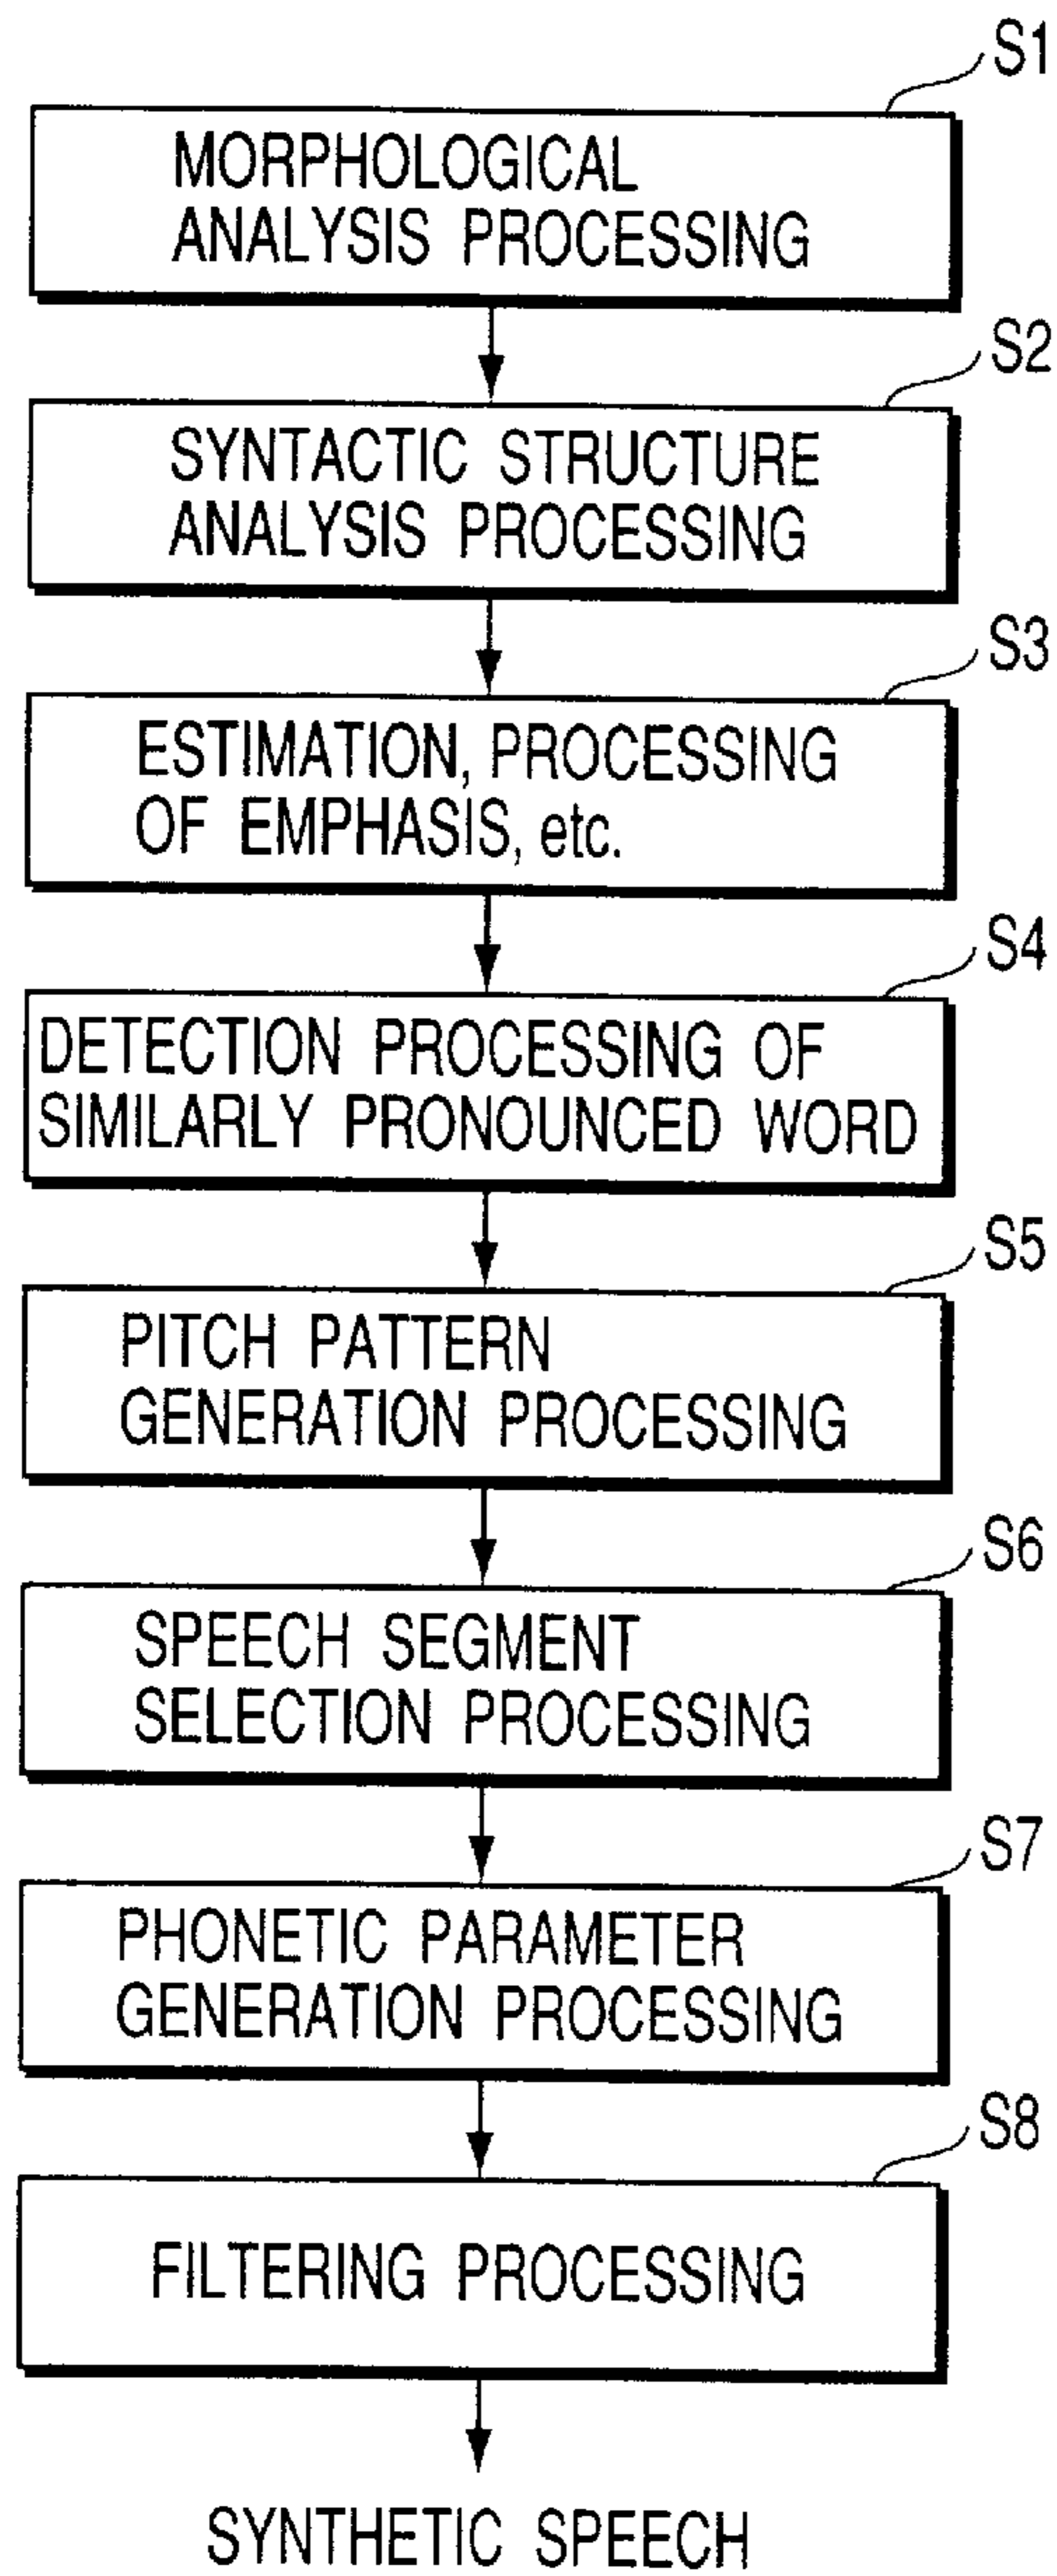 S1
MORPHOLOGICAL
ANALYSIS PROCESSING
S2
SYNTACTIC STRUCTURE
ANALYSIS PROCESSING
S3
ESTIMATION, PROCESSING
OF EMPHASIS, etc.
S4
DETECTION PROCESSING OF
SIMILARLY PRONOUNCED WORD
S5
PITCH PATTERN
GENERATION PROCESSING
S6
SPEECH SEGMENT
SELECTION PROCESSING
S7
PHONETIC PARAMETER
GENERATION PROCESSING
S8
FILTERING PROCESSING
SYNTHETIC SPEECH